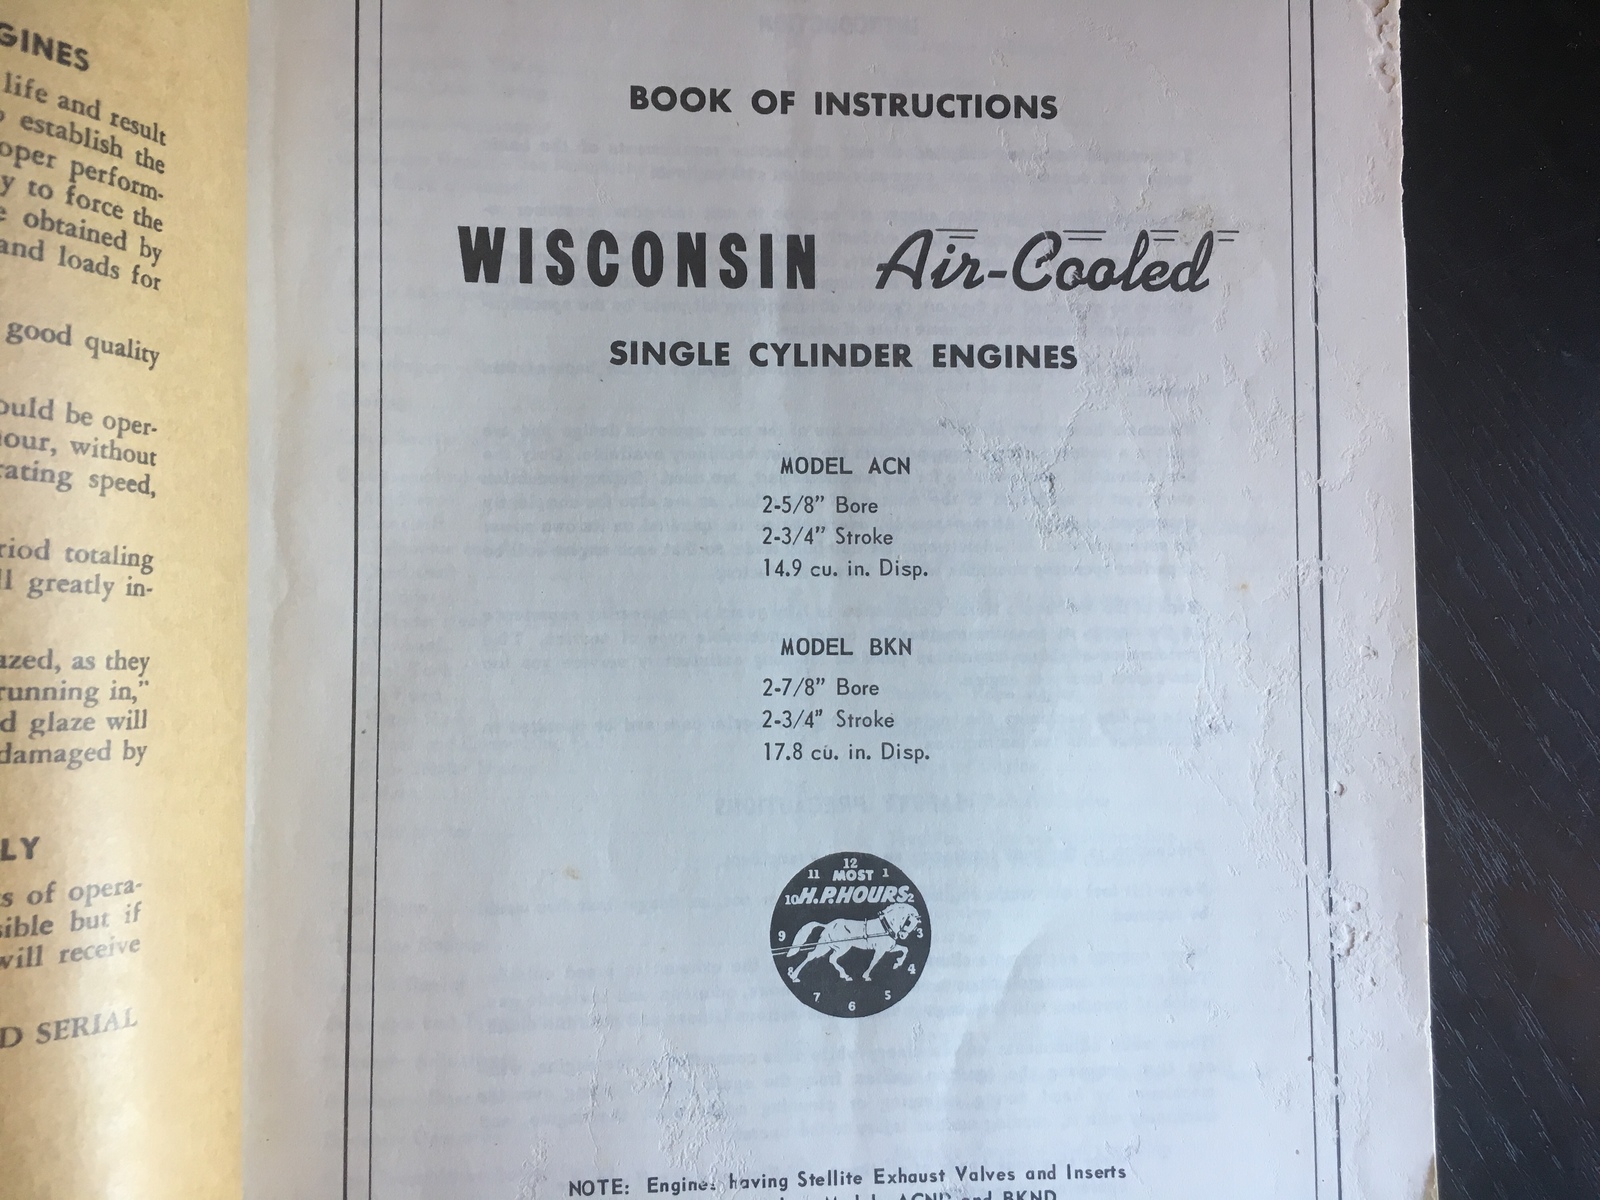 GINES
life and result
establish the
oper perform-
y to force the
e obtained by
and loads for
good quality
ould be oper-
our, without
rating speed,
riod totaling
ll greatly in-
azed, as they
running in,"
d glaze will
damaged by
LY
s of opera-
sible but if
will receive
D SERIAL
BOOK OF INSTRUCTIONS
WISCONSIN Air-Cooled
SINGLE CYLINDER ENGINES
MODEL ACN
2-5/8" Bore
2-3/4" Stroke
14.9 cu. in. Disp.
MODEL BKN
2-7/8" Bore
2-3/4" Stroke
17.8 cu. in. Disp.
12
11 MOST 1
10 H.P. HOURS 2
9 3
8 4
7 5
6
NOTE: Engines having Stellite Exhaust Valves and Inserts
and BKND